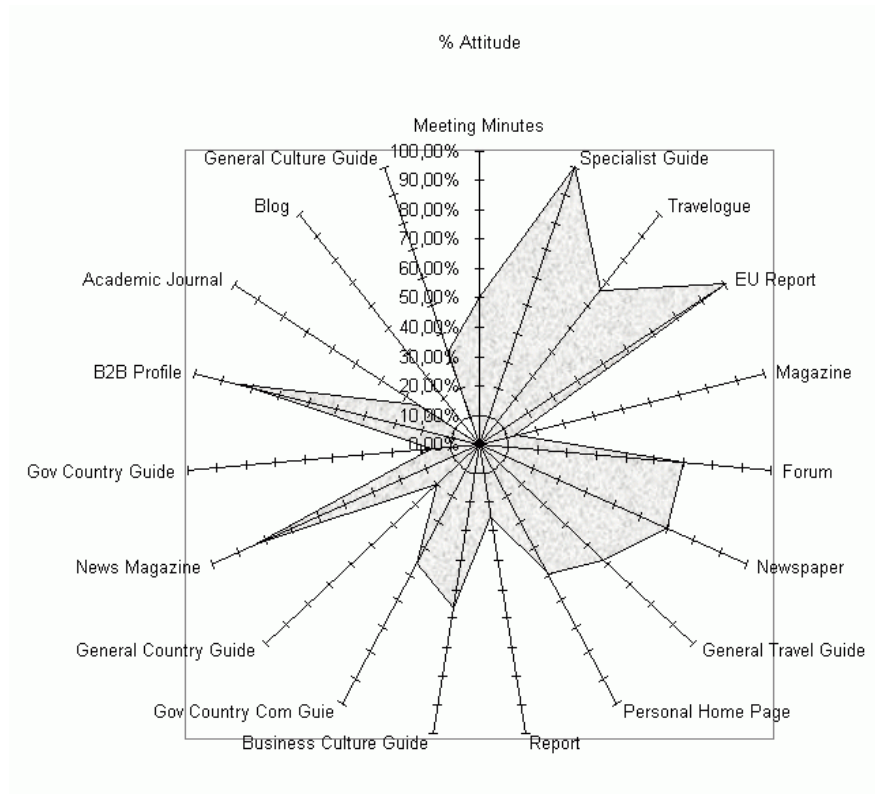 % Attitude
Meeting Minutes
100,00%
90,00%
80,00%
70,00%
60,00%
50,00%
40,00%
30,00%
20,00%
10,00%
0,00%
Specialist Guide
Travelogue
EU Report
Magazine
Forum
Newspaper
General Travel Guide
Personal Home Page
Report
Business Culture Guide
Gov Country Com Guie
General Country Guide
News Magazine
Gov Country Guide
B2B Profile
Academic Journal
Blog
General Culture Guide